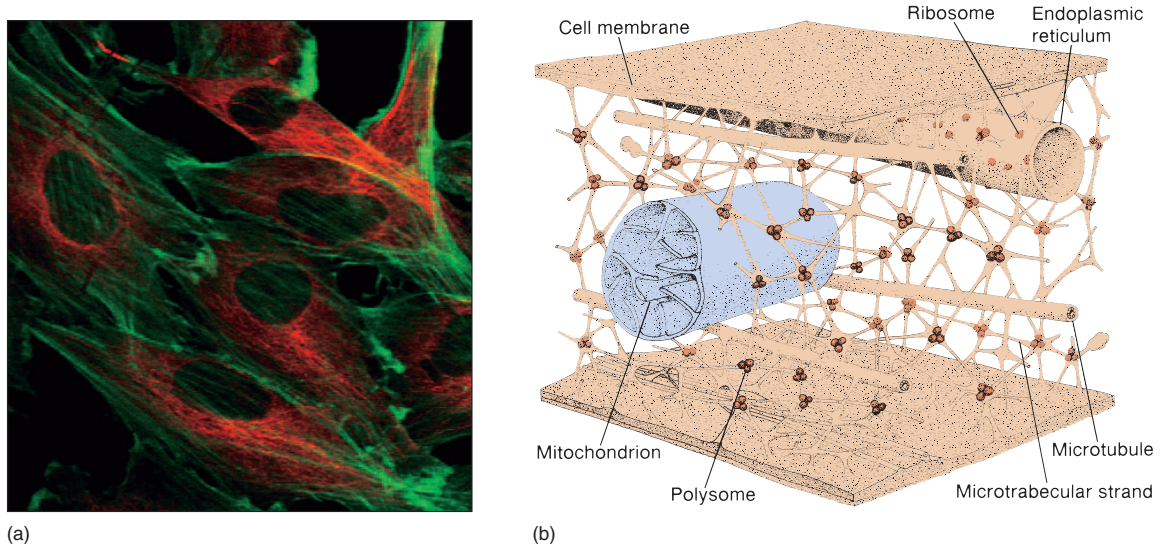 Cell membrane
Ribosome
Endoplasmic
reticulum
Mitochondrion
Polysome
Microtubule
Microtrabecular strand
(a)
(b)